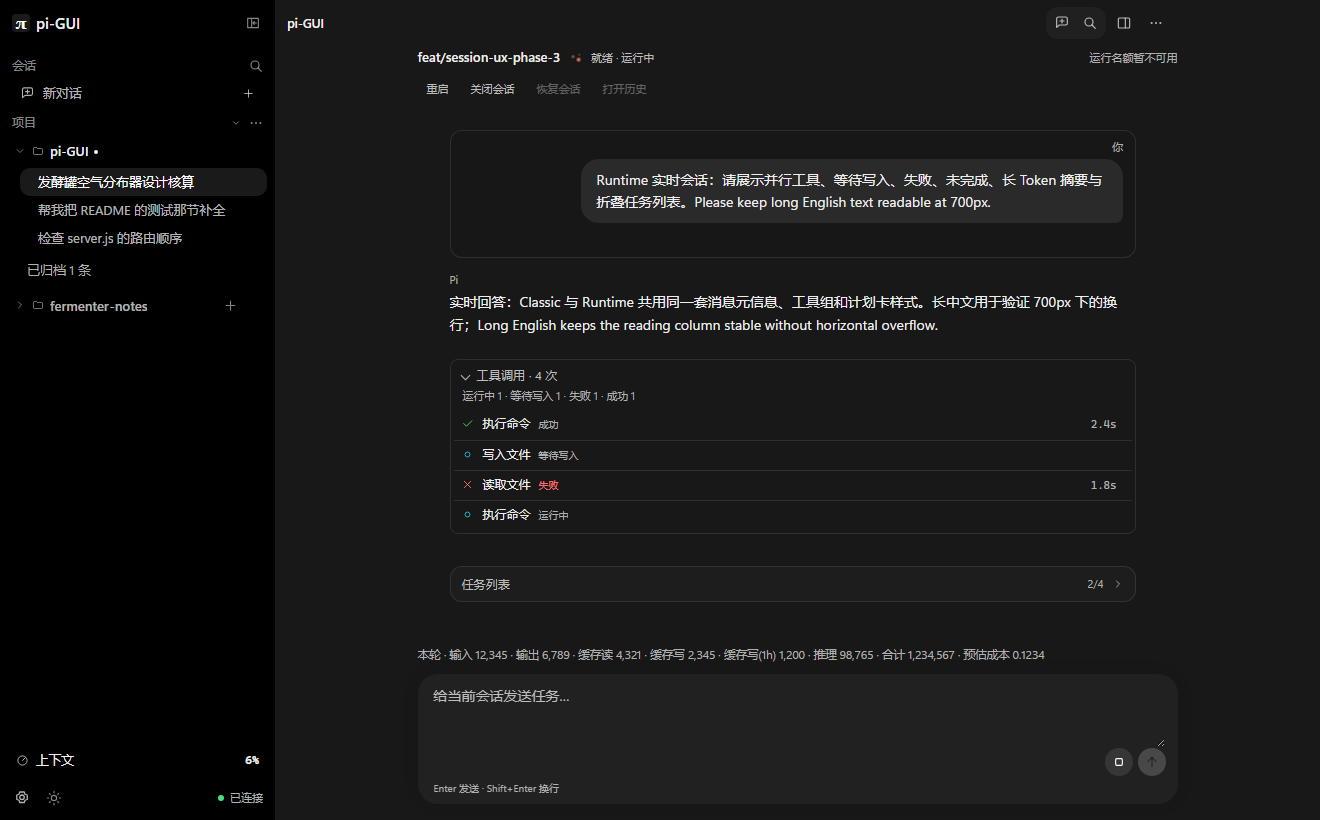 π pi-GUI
会话
新对话
项目
pi-GUI •
发酵罐空气分布器设计核算
帮我把 README 的测试那节补全
检查 server.js 的路由顺序
已归档 1 条
fermenter-notes
上下文 6%
已连接
pi-GUI
feat/session-ux-phase-3 就绪 · 运行中 运行名额暂不可用
重启 关闭会话 恢复会话 打开历史
你
Runtime 实时会话：请展示并行工具、等待写入、失败、未完成、长 Token 摘要与
折叠任务列表。Please keep long English text readable at 700px.
Pi
实时回答：Classic 与 Runtime 共用同一套消息元信息、工具组和计划卡样式。长中文用于验证 700px 下的换
行；Long English keeps the reading column stable without horizontal overflow.
工具调用 · 4 次
运行中 1 · 等待写入 1 · 失败 1 · 成功 1
执行命令 成功 2.4s
写入文件 等待写入
读取文件 失败 1.8s
执行命令 运行中
任务列表 2/4
本轮 · 输入 12,345 · 输出 6,789 · 缓存读 4,321 · 缓存写 2,345 · 缓存写(1h) 1,200 · 推理 98,765 · 合计 1,234,567 · 预估成本 0.1234
给当前会话发送任务...
Enter 发送 · Shift+Enter 换行